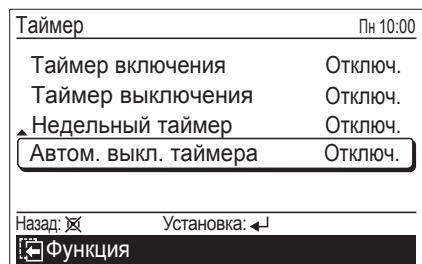 Таймер Пн 10:00
Таймер включения Отключ.
Таймер выключения Отключ.
Недельный таймер Отключ.
Автом. выкл. таймера Отключ.
Назад: Установка:
Функция